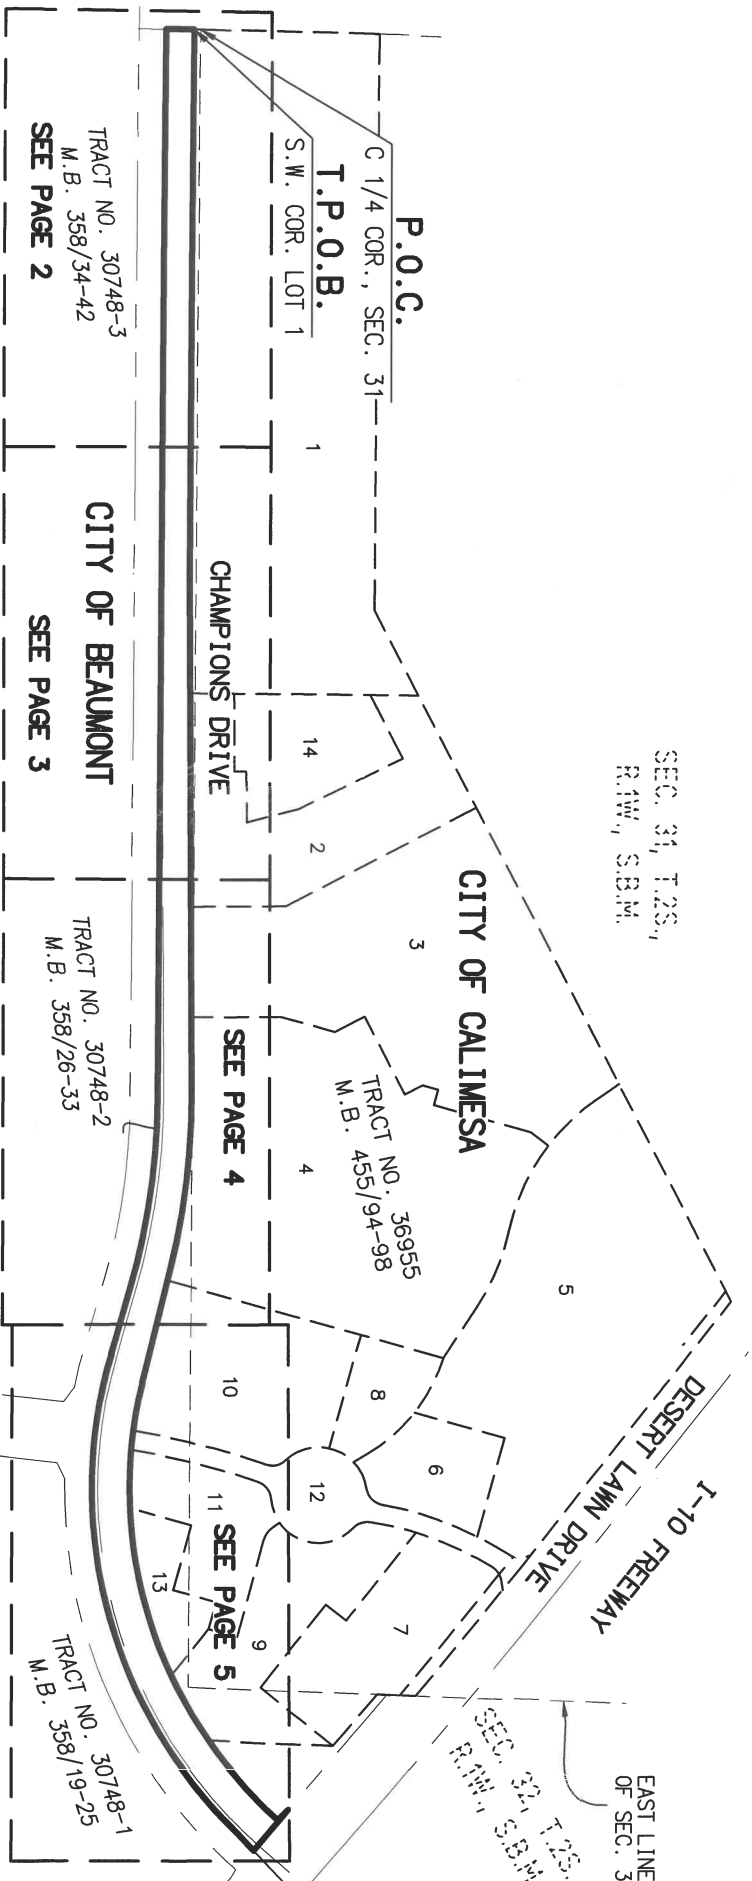 P.O.C.
C 1/4 COR., SEC. 31
T.P.O.B.
S.W. COR. LOT 1
TRACT NO. 30748-3
M.B. 358/34-42
SEE PAGE 2
1
SEC. 31, T.2S.,
R.1W., S.B.M.
CHAMPIONS DRIVE
CITY OF BEAUMONT
SEE PAGE 3
14
2
3
CITY OF CALIMESA
TRACT NO. 36955
M.B. 455/94-98
4
SEE PAGE 4
TRACT NO. 30748-2
M.B. 358/26-33
5
I-10 FREEWAY
DESERT LAWN DRIVE
6
7
8
9
10
11
12
13
SEE PAGE 5
TRACT NO. 30748-1
M.B. 358/19-25
EAST LINE
OF SEC. 3
SEC. 32, T.2S.
R.1W., S.B.M